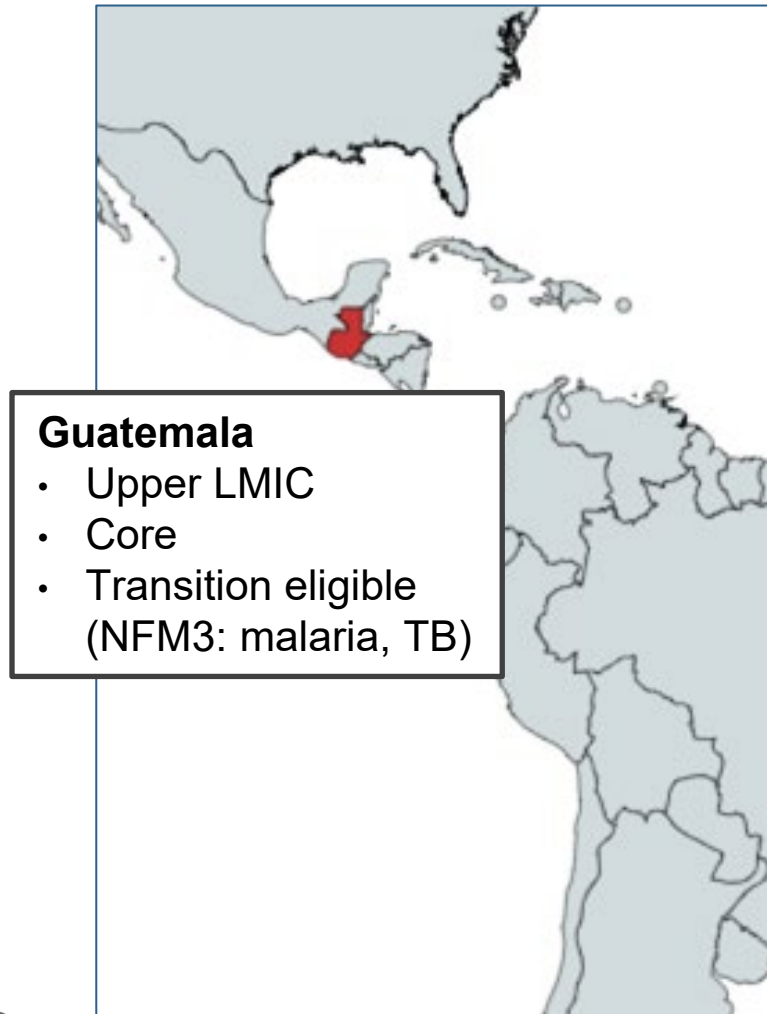 Guatemala
• Upper LMIC
• Core
• Transition eligible
(NFM3: malaria, TB)